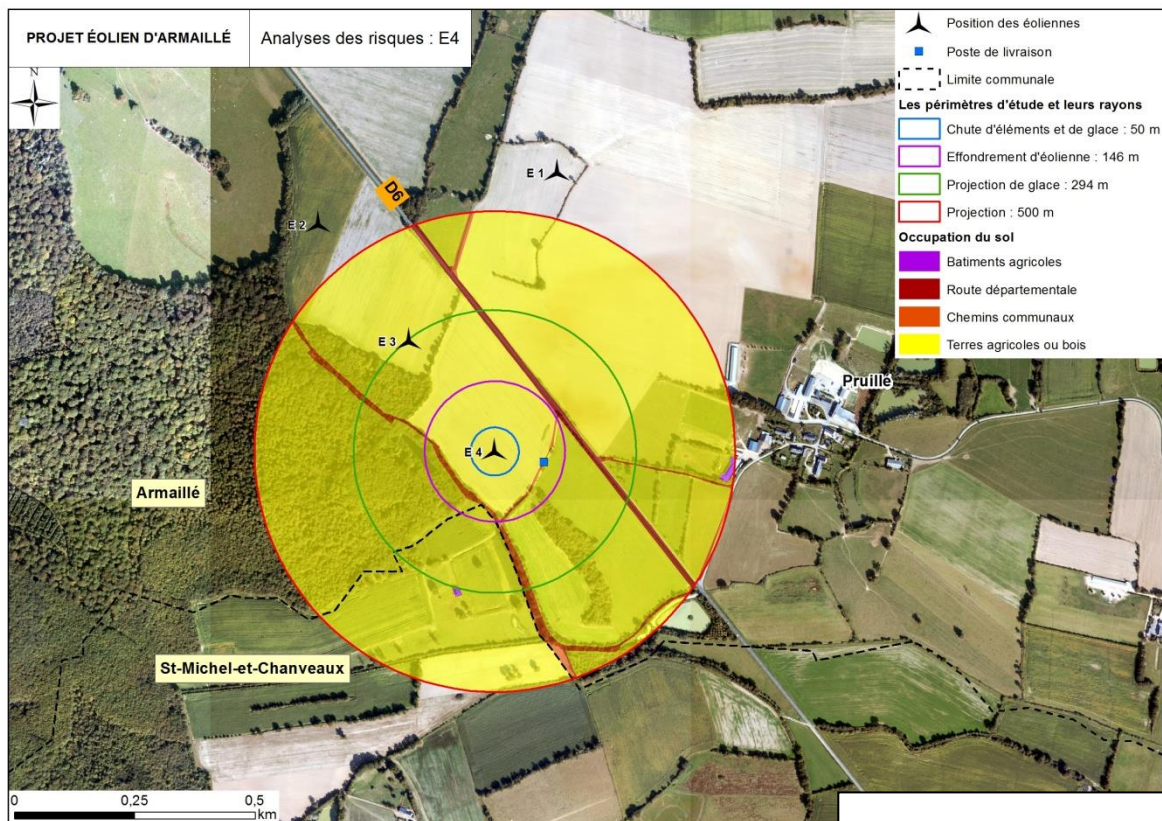 PROJET ÉOLIEN D'ARMAILLÉ
Analyses des risques : E4
N
Position des éoliennes
Poste de livraison
Limite communale
Les périmètres d'étude et leurs rayons
Chute d'éléments et de glace : 50 m
Effondrement d'éolienne : 146 m
Projection de glace : 294 m
Projection : 500 m
Occupation du sol
Batiments agricoles
Route départementale
Chemins communaux
Terres agricoles ou bois
E 1
D6
E 2
E 3
Pruillé
E 4
Armaillé
St-Michel-et-Chanveaux
0 0,25 0,5
km